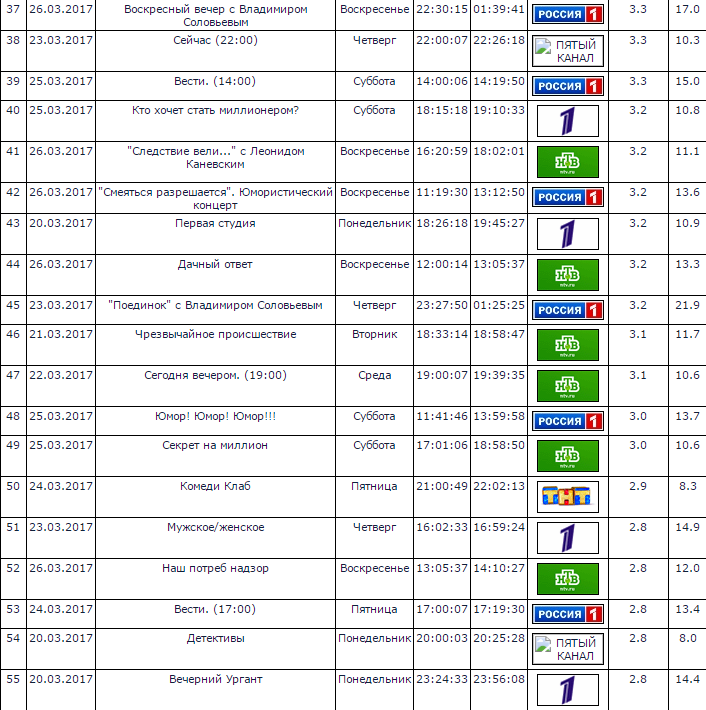 37 26.03.2017 Воскресный вечер с Владимиром Соловьевым Воскресенье 22:30:15 01:39:41 РОССИЯ 1 3.3 17.0
38 23.03.2017 Сейчас (22:00) Четверг 22:00:07 22:26:18 ПЯТЫЙ КАНАЛ 3.3 10.3
39 25.03.2017 Вести. (14:00) Суббота 14:00:06 14:19:50 РОССИЯ 1 3.3 15.0
40 25.03.2017 Кто хочет стать миллионером? Суббота 18:15:18 19:10:33 1 3.2 10.8
41 26.03.2017 "Следствие вели..." с Леонидом Каневским Воскресенье 16:20:59 18:02:01 НТВ ntv.ru 3.2 11.1
42 26.03.2017 "Смеяться разрешается". Юмористический концерт Воскресенье 11:19:30 13:12:50 РОССИЯ 1 3.2 13.6
43 20.03.2017 Первая студия Понедельник 18:26:18 19:45:27 1 3.2 10.9
44 26.03.2017 Дачный ответ Воскресенье 12:00:14 13:05:37 НТВ ntv.ru 3.2 13.3
45 23.03.2017 "Поединок" с Владимиром Соловьевым Четверг 23:27:50 01:25:25 РОССИЯ 1 3.2 21.9
46 21.03.2017 Чрезвычайное происшествие Вторник 18:33:14 18:58:47 НТВ ntv.ru 3.1 11.7
47 22.03.2017 Сегодня вечером. (19:00) Среда 19:00:07 19:39:35 НТВ ntv.ru 3.1 10.6
48 25.03.2017 Юмор! Юмор! Юмор!!! Суббота 11:41:46 13:59:58 РОССИЯ 1 3.0 13.7
49 25.03.2017 Секрет на миллион Суббота 17:01:06 18:58:50 НТВ ntv.ru 3.0 10.6
50 24.03.2017 Комеди Клаб Пятница 21:00:49 22:02:13 ТНТ 2.9 8.3
51 23.03.2017 Мужское/женское Четверг 16:02:33 16:59:24 1 2.8 14.9
52 26.03.2017 Наш потреб надзор Воскресенье 13:05:37 14:10:27 НТВ ntv.ru 2.8 12.0
53 24.03.2017 Вести. (17:00) Пятница 17:00:07 17:19:30 РОССИЯ 1 2.8 13.4
54 20.03.2017 Детективы Понедельник 20:00:03 20:25:28 ПЯТЫЙ КАНАЛ 2.8 8.0
55 20.03.2017 Вечерний Ургант Понедельник 23:24:33 23:56:08 1 2.8 14.4